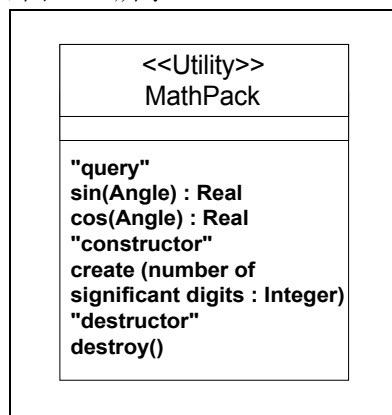 <<Utility>>
MathPack
"query"
sin(Angle) : Real
cos(Angle) : Real
"constructor"
create (number of
significant digits : Integer)
"destructor"
destroy()